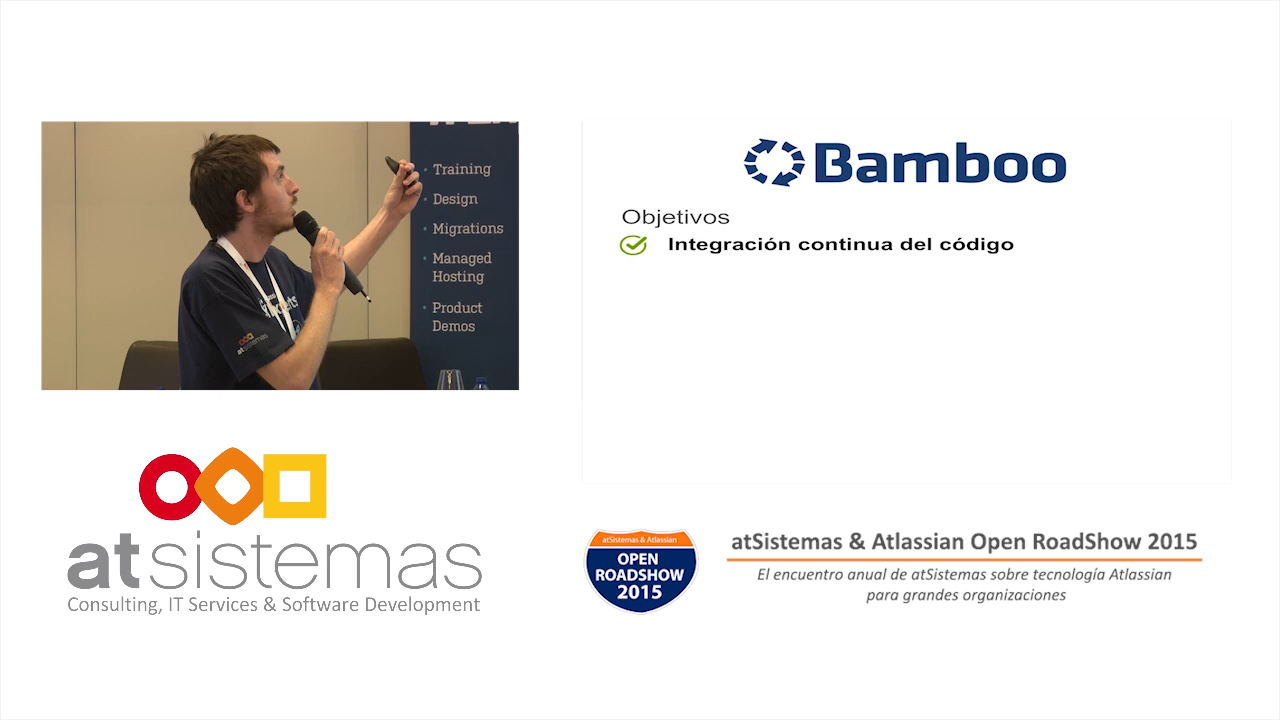 Training
Design
Migrations
Managed
Hosting
Product
Demos
atsistemas
atsistemas
Consulting, IT Services & Software Development
Bamboo
Objetivos
Integración continua del código
atSistemas & Atlassian
OPEN
ROADSHOW
2015
atSistemas & Atlassian Open RoadShow 2015
El encuentro anual de atSistemas sobre tecnología Atlassian
para grandes organizaciones